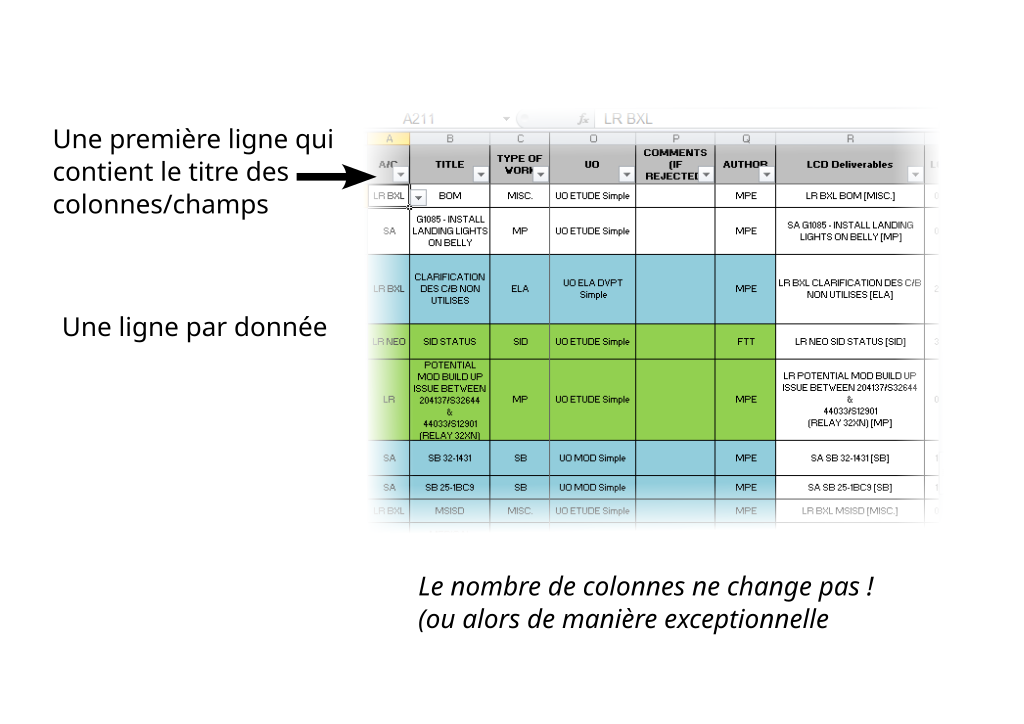 A211 fx LR BXL
Une première ligne qui
contient le titre des
colonnes/champs
A B C O P Q R
A/C TITLE TYPE OF WORK UO COMMENTS (IF REJECTED AUTHOR LCD Deliverables
LR BXL BOM MISC. UO ETUDE Simple MPE LR BXL BOM [MISC.]
SA G1085 - INSTALL LANDING LIGHTS ON BELLY MP UO ETUDE Simple MPE SA G1085 - INSTALL LANDING LIGHTS ON BELLY [MP]
LR BXL CLARIFICATION DES C/B NON UTILISES ELA UO ELA DVPT Simple MPE LR BXL CLARIFICATION DES C/B NON UTILISES [ELA]
Une ligne par donnée
LR NEO SID STATUS SID UO ETUDE Simple FTT LR NEO SID STATUS [SID]
LR POTENTIAL MOD BUILD UP ISSUE BETWEEN 204137/S32644 & 44033/S12901 (RELAY 32XN) MP UO ETUDE Simple MPE LR POTENTIAL MOD BUILD UP ISSUE BETWEEN 204137/S32644 & 44033/S12901 (RELAY 32XN) [MP]
SA SB 32-1431 SB UO MOD Simple MPE SA SB 32-1431 [SB]
SA SB 25-1BC9 SB UO MOD Simple MPE SA SB 25-1BC9 [SB]
LR BXL MSISD MISC. UO ETUDE Simple MPE LR BXL MSISD [MISC.]
Le nombre de colonnes ne change pas !
(ou alors de manière exceptionnelle